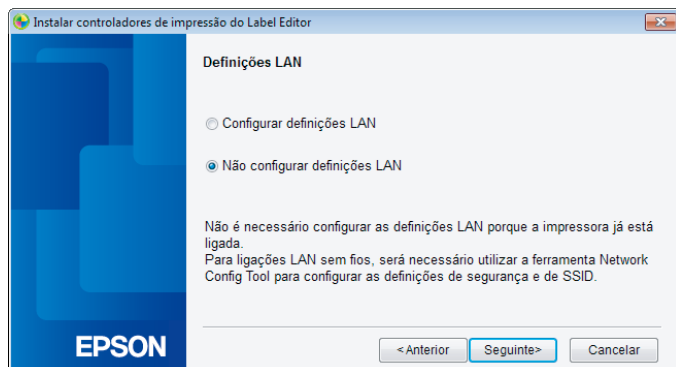 Instalar controladores de impressão do Label Editor
Definições LAN
Configurar definições LAN
Não configurar definições LAN
Não é necessário configurar as definições LAN porque a impressora já está
ligada.
Para ligações LAN sem fios, será necessário utilizar a ferramenta Network
Config Tool para configurar as definições de segurança e de SSID.
EPSON
<Anterior
Seguinte>
Cancelar